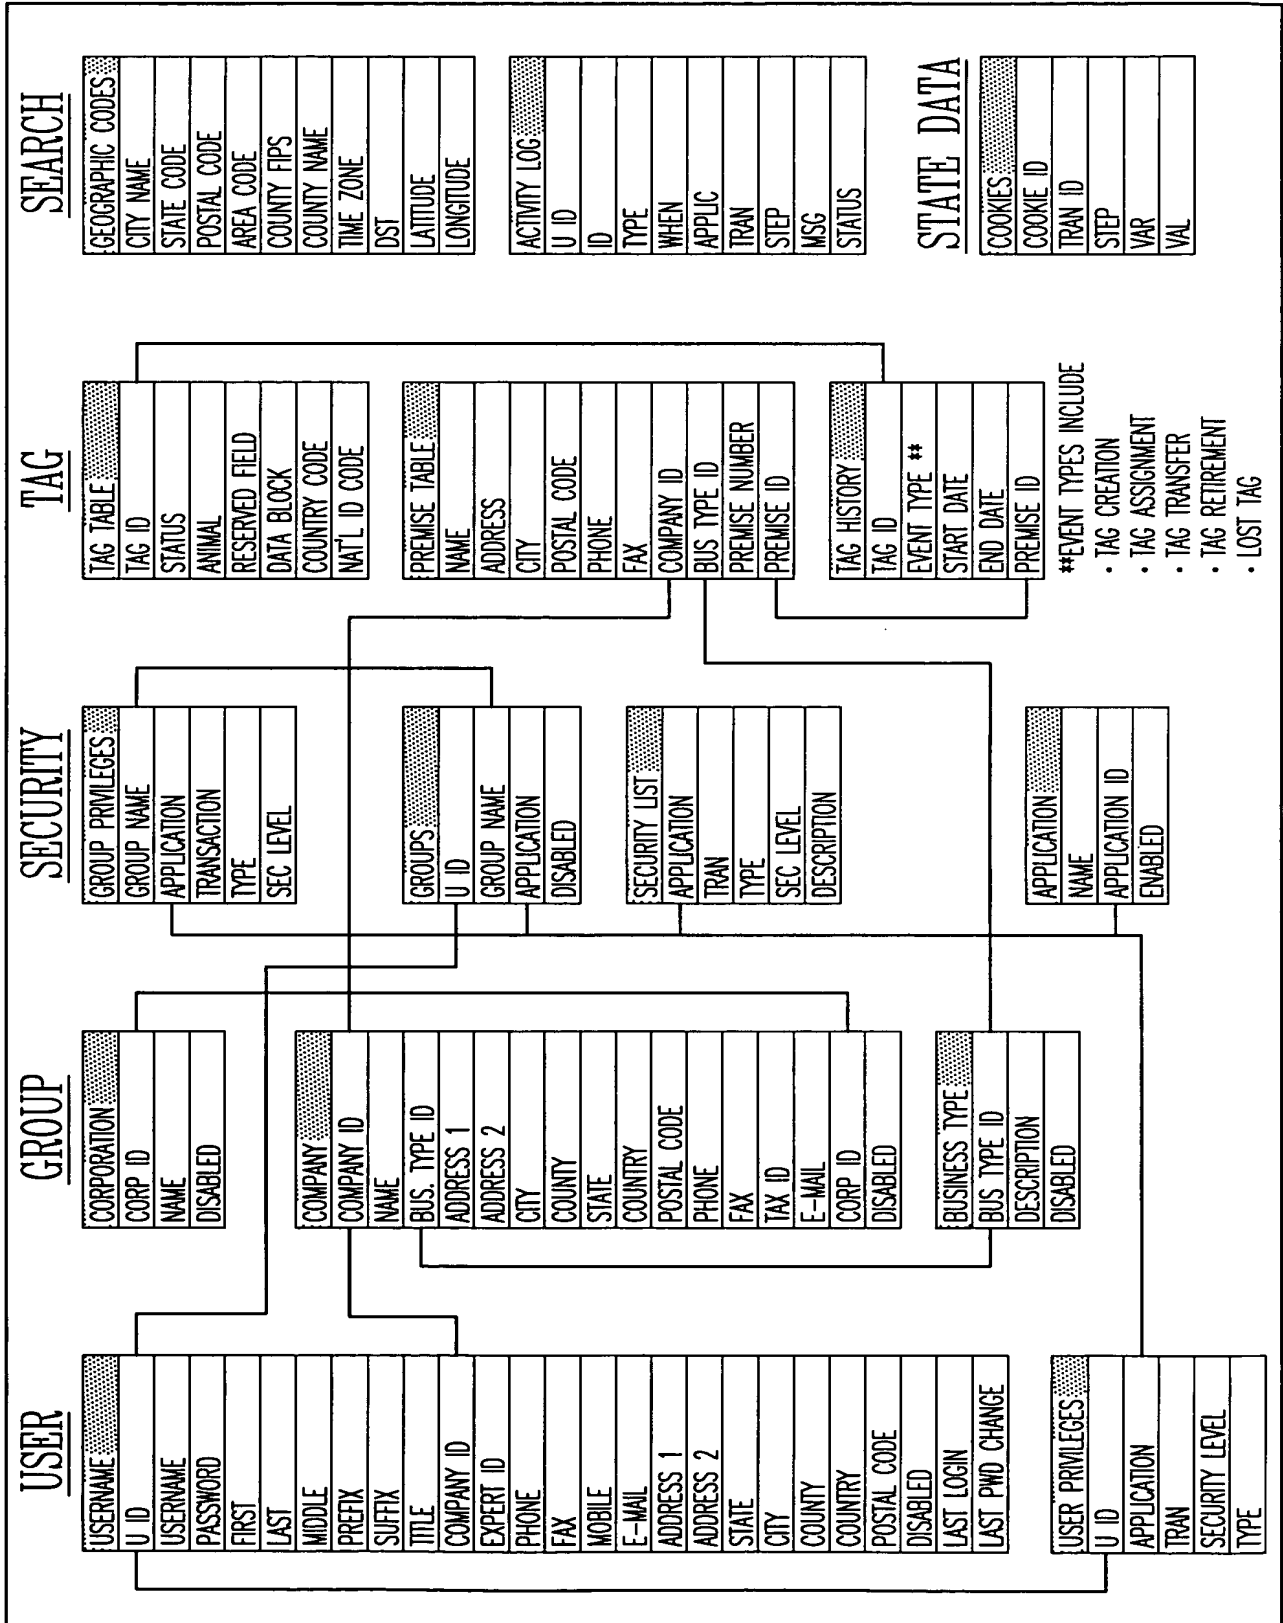 USER
USERNAME
U ID
USERNAME
PASSWORD
FIRST
LAST
MIDDLE
PREFIX
SUFFIX
TITLE
COMPANY ID
EXPERT ID
PHONE
FAX
MOBILE
E-MAIL
ADDRESS 1
ADDRESS 2
STATE
CITY
COUNTY
COUNTRY
POSTAL CODE
DISABLED
LAST LOGIN
LAST PWD CHANGE
USER PRIVILEGES
U ID
APPLICATION
TRAN
SECURITY LEVEL
TYPE
GROUP
CORPORATION
CORP ID
NAME
DISABLED
COMPANY
COMPANY ID
NAME
BUS. TYPE ID
ADDRESS 1
ADDRESS 2
CITY
COUNTY
STATE
COUNTRY
POSTAL CODE
PHONE
FAX
TAX ID
E-MAIL
CORP ID
DISABLED
BUSINESS TYPE
BUS TYPE ID
DESCRIPTION
DISABLED
SECURITY
GROUP PRIVILEGES
GROUP NAME
APPLICATION
TRANSACTION
TYPE
SEC LEVEL
GROUPS
U ID
GROUP NAME
APPLICATION
DISABLED
SECURITY LIST
APPLICATION
TRAN
TYPE
SEC LEVEL
DESCRIPTION
APPLICATION
NAME
APPLICATION ID
ENABLED
TAG
TAG TABLE
TAG ID
STATUS
ANIMAL
RESERVED FIELD
DATA BLOCK
COUNTRY CODE
NAT'L ID CODE
PREMISE TABLE
NAME
ADDRESS
CITY
POSTAL CODE
PHONE
FAX
COMPANY ID
BUS TYPE ID
PREMISE NUMBER
PREMISE ID
TAG HISTORY
TAG ID
EVENT TYPE **
START DATE
END DATE
PREMISE ID
**EVENT TYPES INCLUDE
• TAG CREATION
• TAG ASSIGNMENT
• TAG TRANSFER
• TAG RETIREMENT
• LOST TAG
SEARCH
GEOGRAPHIC CODES
CITY NAME
STATE CODE
POSTAL CODE
AREA CODE
COUNTY FIPS
COUNTY NAME
TIME ZONE
DST
LATITUDE
LONGITUDE
ACTIVITY LOG
U ID
ID
TYPE
WHEN
APPLIC
TRAN
STEP
MSG
STATUS
STATE DATA
COOKIES
COOKIE ID
TRAN ID
STEP
VAR
VAL